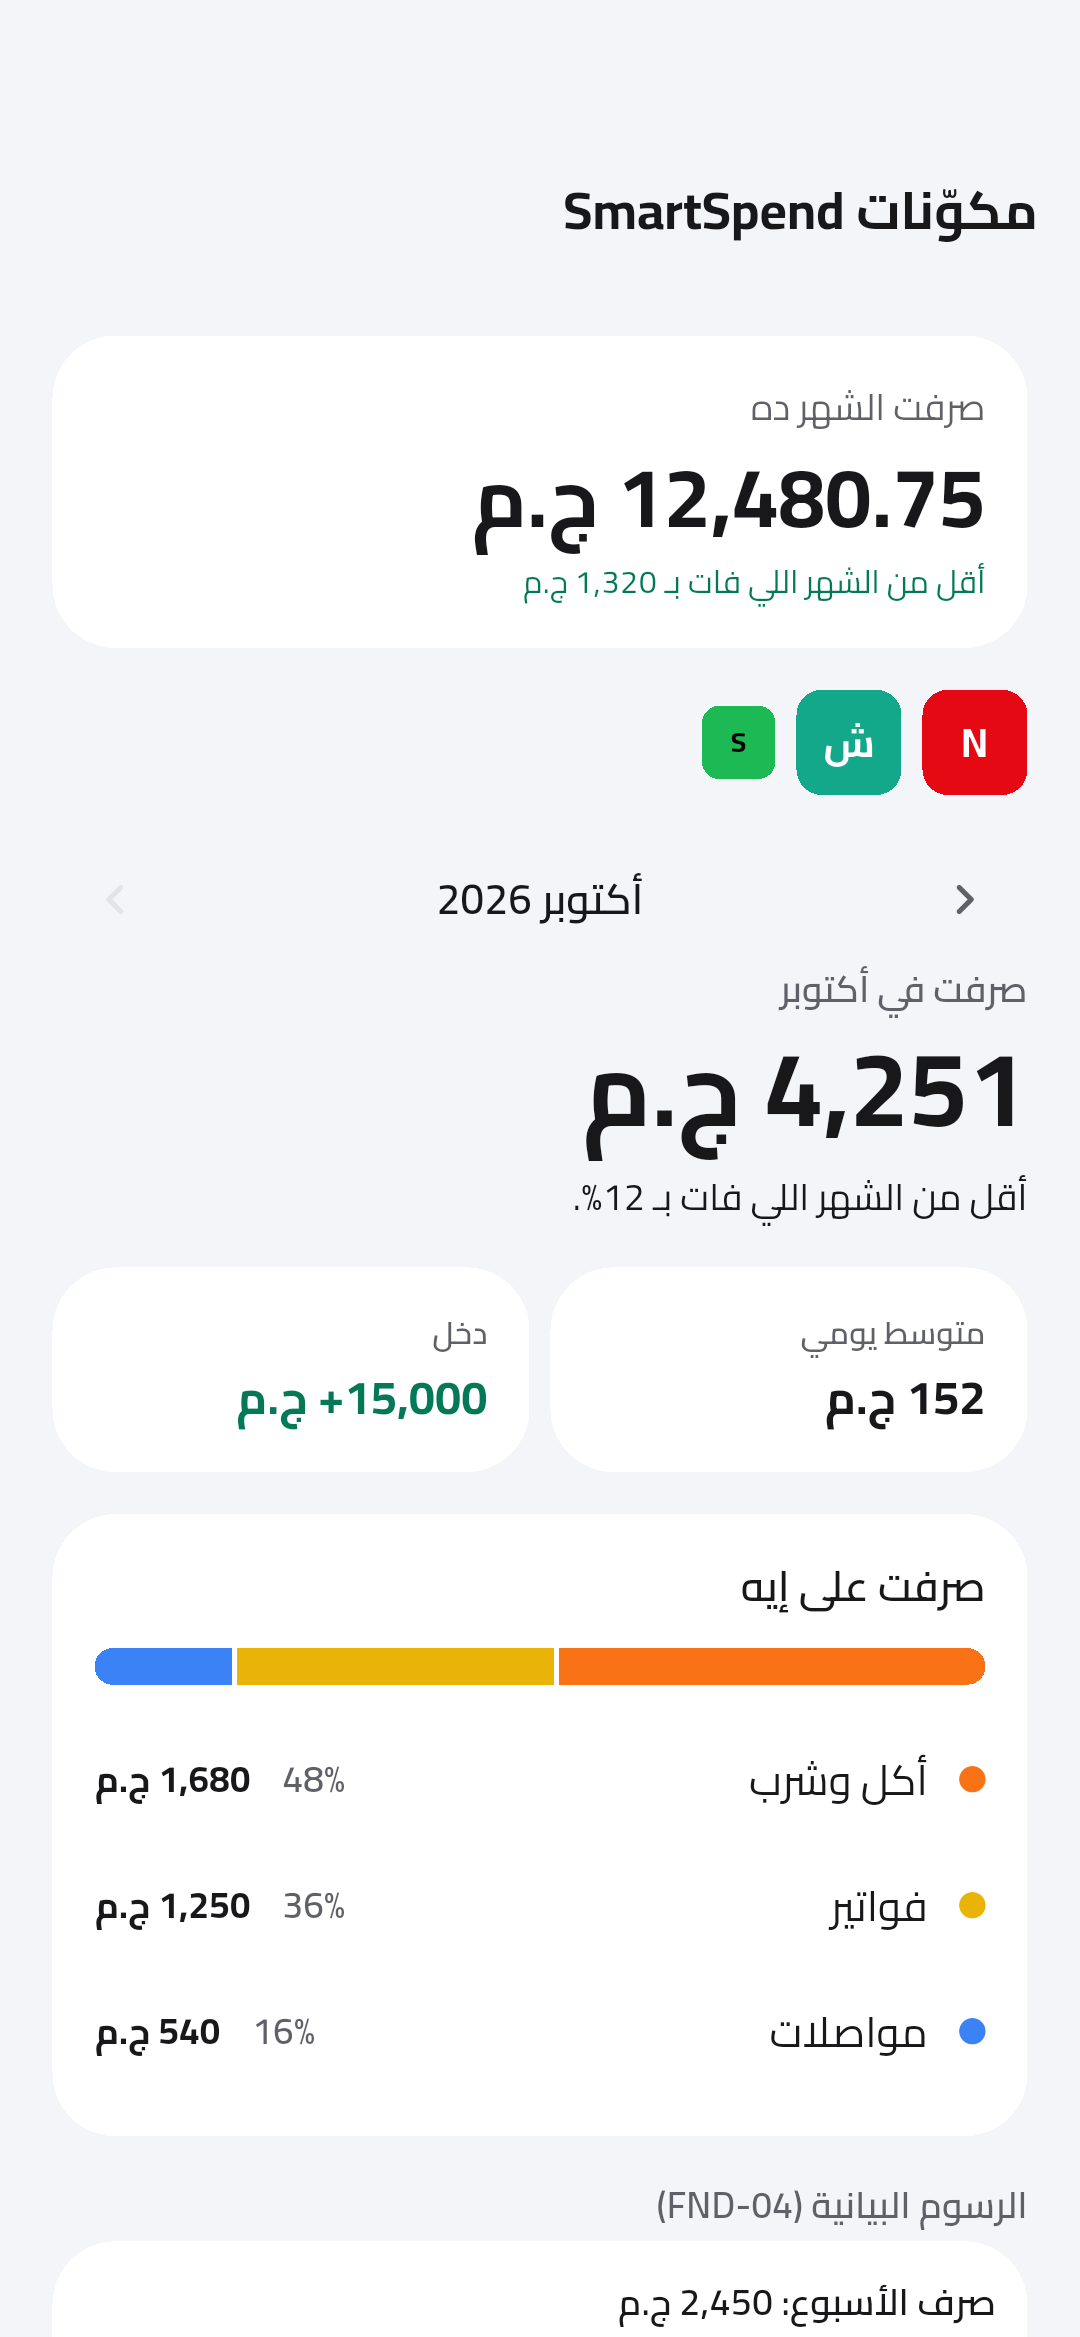 مكوّنات SmartSpend
صرفت الشهر ده
12,480.75 ج.م
أقل من الشهر اللي فات بـ 1,320 ج.م
N ش S
أكتوبر 2026
صرفت في أكتوبر
4,251 ج.م
أقل من الشهر اللي فات بـ 12%.
متوسط يومي
152 ج.م
دخل
+15,000 ج.م
صرفت على إيه
أكل وشرب 48% 1,680 ج.م
فواتير 36% 1,250 ج.م
مواصلات 16% 540 ج.م
الرسوم البيانية (FND-04)
صرف الأسبوع: 2,450 ج.م